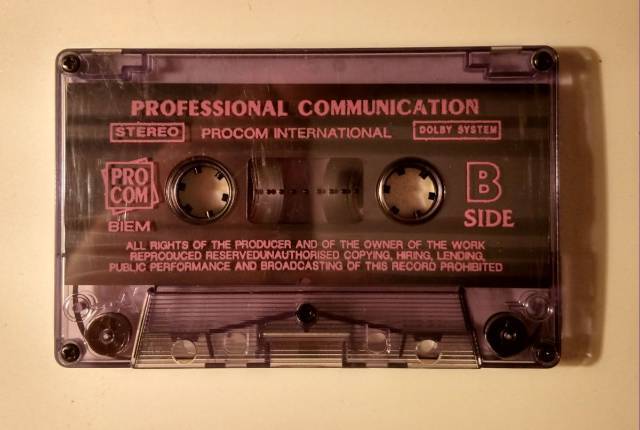 PROFESSIONAL COMMUNICATION
STEREO PROCOM INTERNATIONAL DOLBY SYSTEM
PRO
COM
B
BIEM
SIDE
ALL RIGHTS OF THE PRODUCER AND OF THE OWNER OF THE WORK
REPRODUCED RESERVEDUNAUTHORISED COPYING, HIRING, LENDING,
PUBLIC PERFORMANCE AND BROADCASTING OF THIS RECORD PROHIBITED